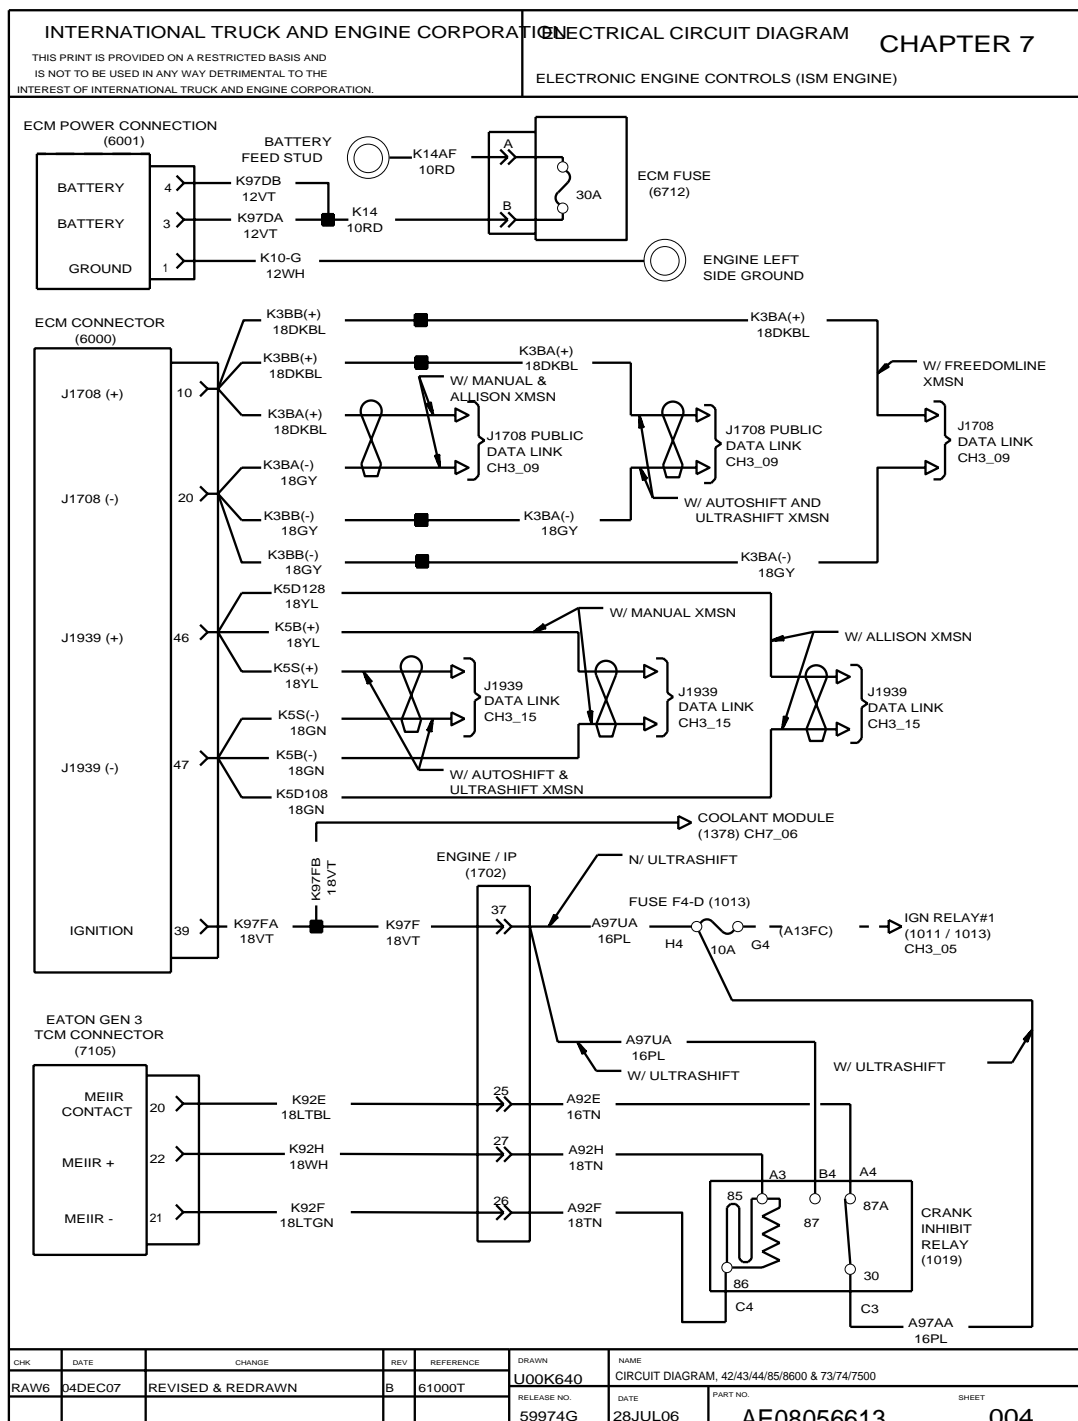 INTERNATIONAL TRUCK AND ENGINE CORPORATION
THIS PRINT IS PROVIDED ON A RESTRICTED BASIS AND
IS NOT TO BE USED IN ANY WAY DETRIMENTAL TO THE
INTEREST OF INTERNATIONAL TRUCK AND ENGINE CORPORATION.
ELECTRICAL CIRCUIT DIAGRAM
CHAPTER 7
ELECTRONIC ENGINE CONTROLS (ISM ENGINE)
ECM POWER CONNECTION
(6001)
BATTERY
4
K97DB
12VT
BATTERY
3
K97DA
12VT
GROUND
1
K10-G
12WH
BATTERY
FEED STUD
K14AF
10RD
K14
10RD
A
B
30A
ECM FUSE
(6712)
ENGINE LEFT
SIDE GROUND
ECM CONNECTOR
(6000)
J1708 (+)
10
K3BB(+)
18DKBL
K3BA(+)
18DKBL
K3BB(+)
18DKBL
K3BA(+)
18DKBL
K3BA(+)
18DKBL
W/ MANUAL &
ALLISON XMSN
W/ FREEDOMLINE
XMSN
J1708 PUBLIC
DATA LINK
CH3_09
J1708 PUBLIC
DATA LINK
CH3_09
J1708
DATA LINK
CH3_09
J1708 (-)
20
K3BA(-)
18GY
K3BB(-)
18GY
K3BA(-)
18GY
K3BB(-)
18GY
K3BA(-)
18GY
W/ AUTOSHIFT AND
ULTRASHIFT XMSN
J1939 (+)
46
K5D128
18YL
K5B(+)
18YL
K5S(+)
18YL
W/ MANUAL XMSN
W/ ALLISON XMSN
J1939
DATA LINK
CH3_15
J1939
DATA LINK
CH3_15
J1939
DATA LINK
CH3_15
J1939 (-)
47
K5S(-)
18GN
K5B(-)
18GN
K5D108
18GN
W/ AUTOSHIFT &
ULTRASHIFT XMSN
COOLANT MODULE
(1378) CH7_06
K97FB
18VT
ENGINE / IP
(1702)
N/ ULTRASHIFT
IGNITION
39
K97FA
18VT
K97F
18VT
37
A97UA
16PL
FUSE F4-D (1013)
H4
10A
G4
(A13FC)
IGN RELAY#1
(1011 / 1013)
CH3_05
EATON GEN 3
TCM CONNECTOR
(7105)
A97UA
16PL
W/ ULTRASHIFT
W/ ULTRASHIFT
MEIIR
CONTACT
20
K92E
18LTBL
25
A92E
16TN
MEIIR +
22
K92H
18WH
27
A92H
18TN
MEIIR -
21
K92F
18LTGN
26
A92F
18TN
A3
B4
A4
85
87
87A
86
30
C4
C3
CRANK
INHIBIT
RELAY
(1019)
A97AA
16PL
CHK
DATE
CHANGE
REV
REFERENCE
RAW6
04DEC07
REVISED & REDRAWN
B
61000T
DRAWN
U00K640
NAME
CIRCUIT DIAGRAM, 42/43/44/85/8600 & 73/74/7500
RELEASE NO.
59974G
DATE
28JUL06
PART NO.
AE08056613
SHEET
004